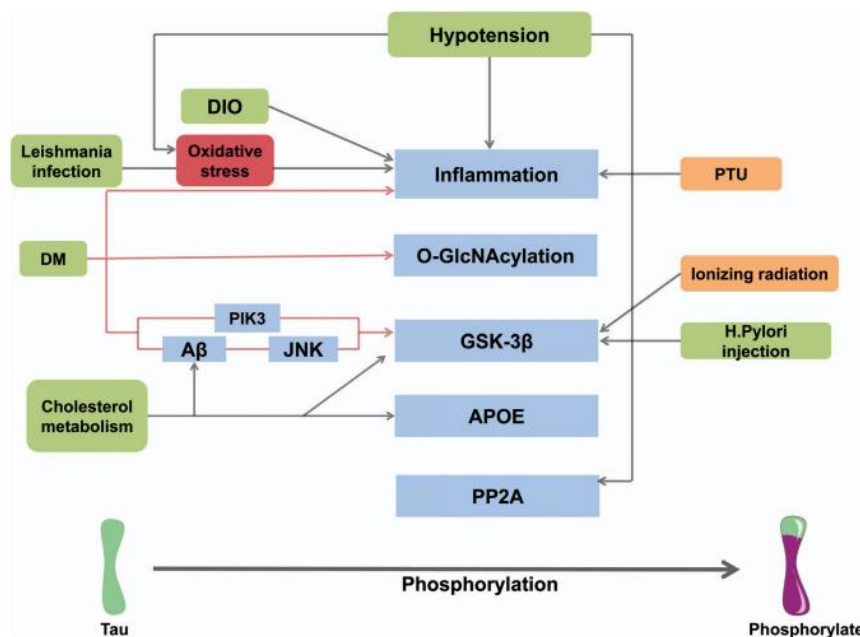 Hypotension
DIO
Leishmania
infection
Oxidative
stress
Inflammation
PTU
DM
O-GlcNAcylation
Ionizing radiation
PIK3
Aβ
JNK
GSK-3β
H.Pylori
injection
Cholesterol
metabolism
APOE
PP2A
Phosphorylation
Tau
Phosphorylate